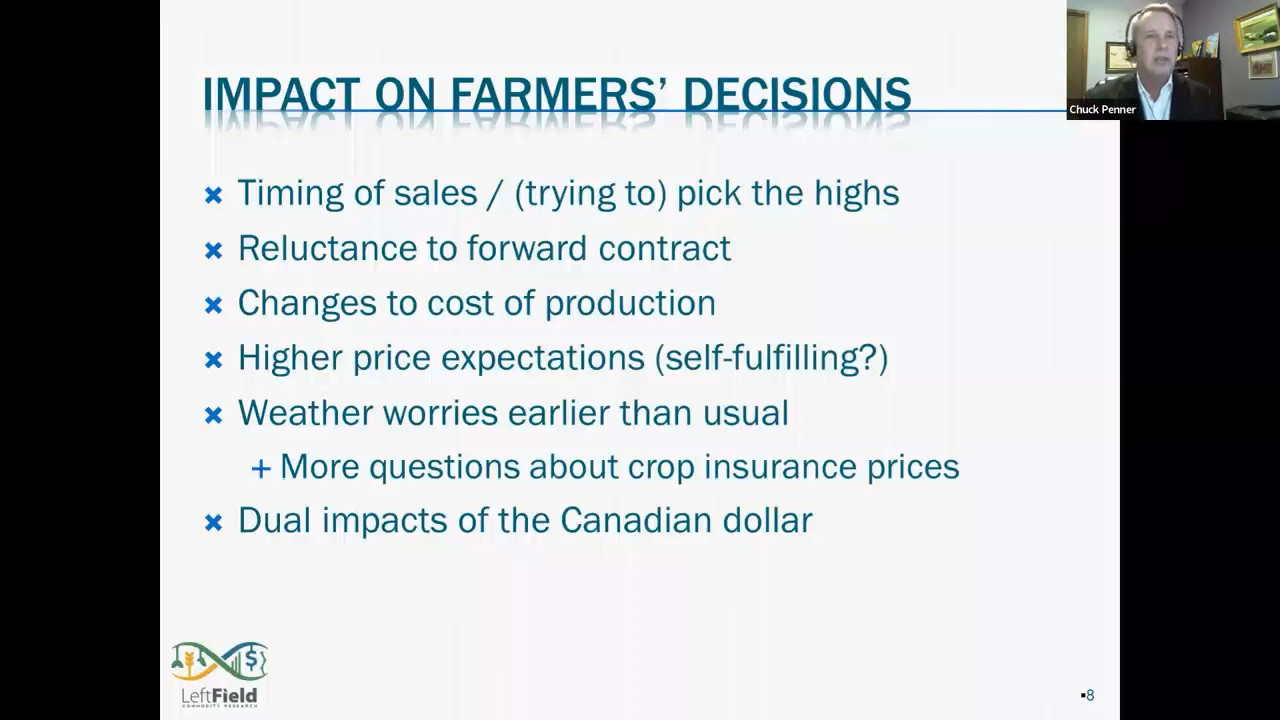 IMPACT ON FARMERS' DECISIONS
Chuck Penner
Timing of sales / (trying to) pick the highs
Reluctance to forward contract
Changes to cost of production
Higher price expectations (self-fulfilling?)
Weather worries earlier than usual
+ More questions about crop insurance prices
Dual impacts of the Canadian dollar
LeftField
COMMODITY RESEARCH
▪8